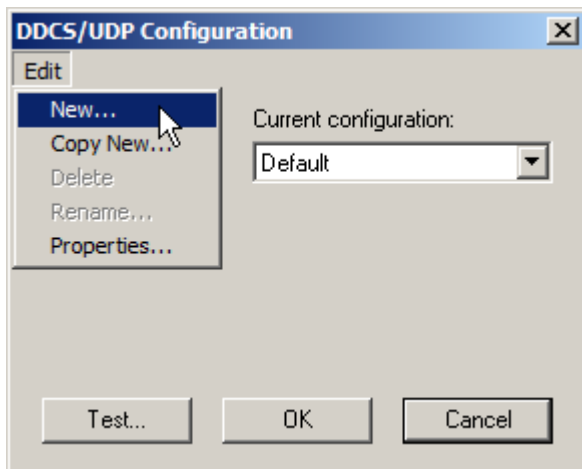 DDCS/UDP Configuration
Edit
New...
Copy New...
Delete
Rename...
Properties...
Current configuration:
Default
Test...
OK
Cancel